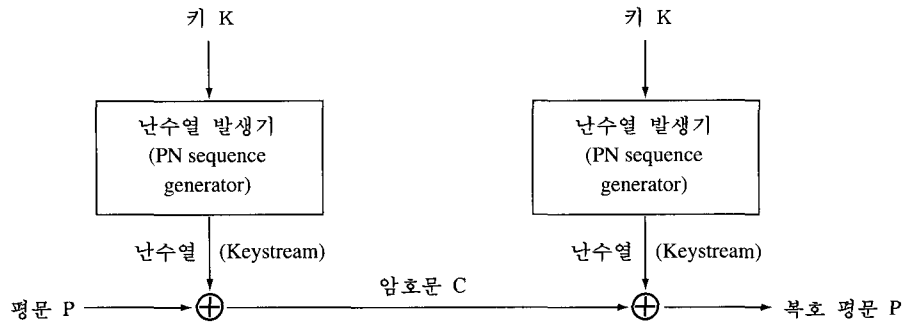 키 K
키 K
난수열 발생기
(PN sequence
generator)
난수열 발생기
(PN sequence
generator)
난수열 (Keystream)
난수열 (Keystream)
평문 P
암호문 C
복호 평문 P